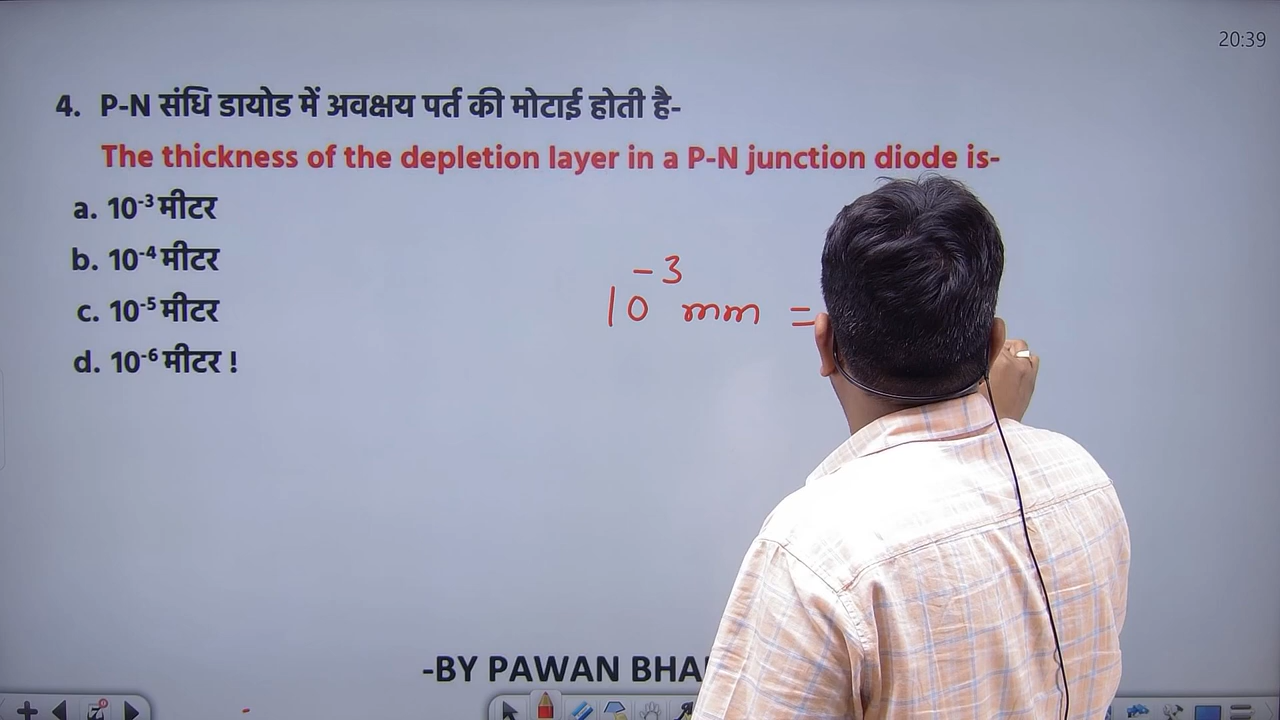 20:39
4. P-N संधि डायोड में अवक्षय पर्त की मोटाई होती है-
The thickness of the depletion layer in a P-N junction diode is-
a. 10⁻³ मीटर
b. 10⁻⁴ मीटर
c. 10⁻⁵ मीटर
d. 10⁻⁶ मीटर !
10⁻³ mm =
-BY PAWAN